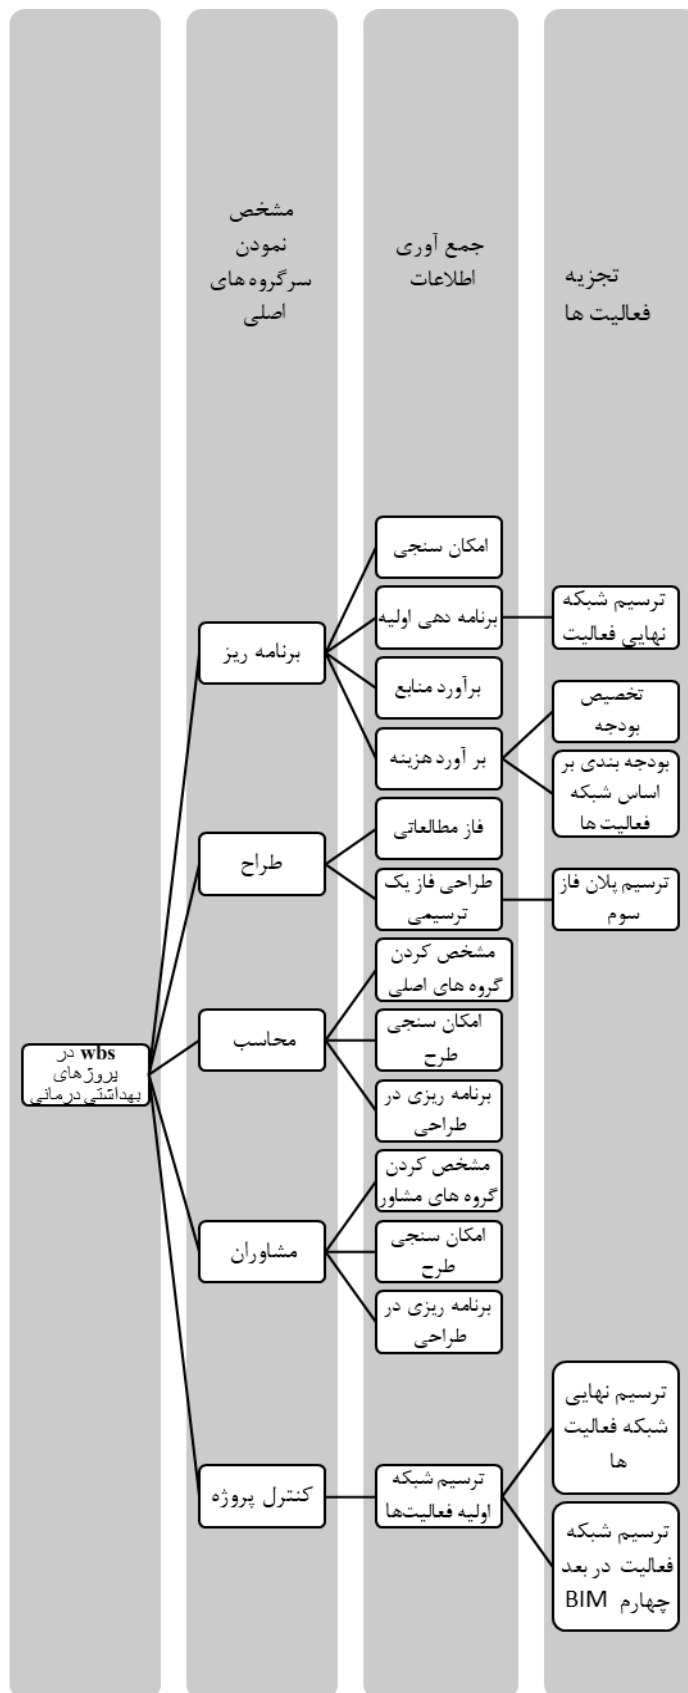 مشخص
نمودن
سرگروه های
اصلی
جمع آوری
اطلاعات
تجزیه
فعالیت ها
wbs در
پروژهای
بهداشتی درمانی
برنامه ریز
امکان سنجی
برنامه دهی اولیه
ترسیم شبکه
نهایی فعالیت
برآورد منابع
بر آورد هزینه
تخصیص
بودجه
بودجه بندی بر
اساس شبکه
فعالیت ها
طراح
فاز مطالعاتی
طراحی فاز یک
ترسیمی
ترسیم پلان فاز
سوم
محاسب
مشخص کردن
گروه های اصلی
امکان سنجی
طرح
برنامه ریزی در
طراحی
مشاوران
مشخص کردن
گروه های مشاور
امکان سنجی
طرح
برنامه ریزی در
طراحی
کنترل پروژه
ترسیم شبکه
اولیه فعالیت‌ها
ترسیم نهایی
شبکه فعالیت
ها
ترسیم شبکه
فعالیت در بعد
چهارم BIM